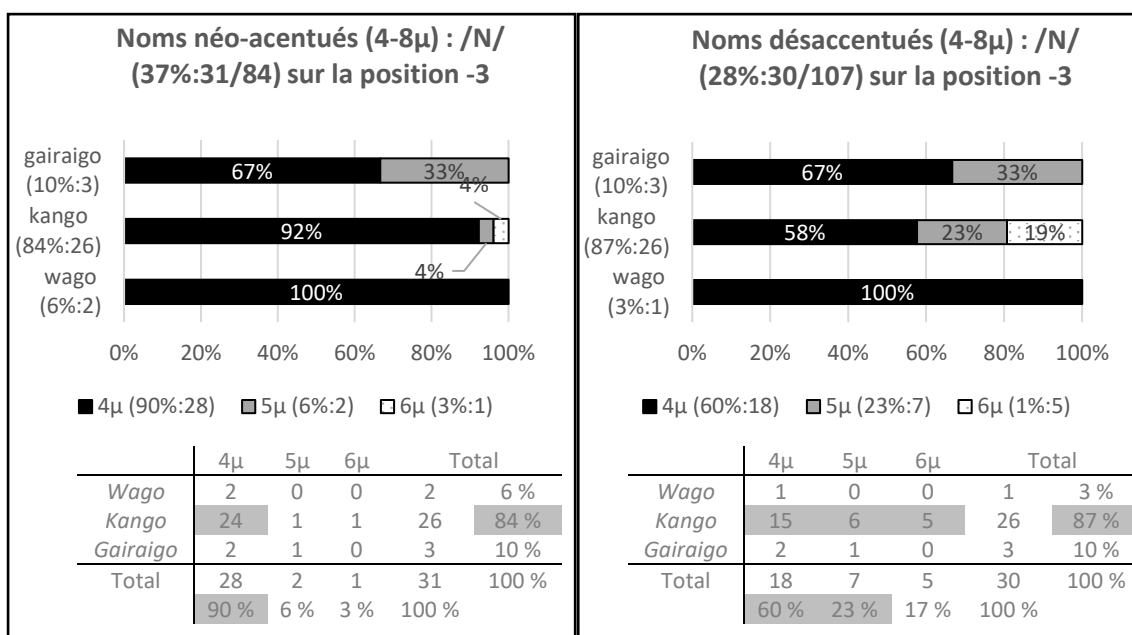 Noms néo-acentués (4-8μ) : /N/
(37%:31/84) sur la position -3
gairaigo
(10%:3)
67%
33%
4%
kango
(84%:26)
92%
4%
wago
(6%:2)
100%
0% 20% 40% 60% 80% 100%
4μ (90%:28) 5μ (6%:2) 6μ (3%:1)
4μ 5μ 6μ Total
Wago 2 0 0 2 6 %
Kango 24 1 1 26 84 %
Gairaigo 2 1 0 3 10 %
Total 28 2 1 31 100 %
90 % 6 % 3 % 100 %
Noms désaccentués (4-8μ) : /N/
(28%:30/107) sur la position -3
gairaigo
(10%:3)
67%
33%
kango
(87%:26)
58%
23%
19%
wago
(3%:1)
100%
0% 20% 40% 60% 80% 100%
4μ (60%:18) 5μ (23%:7) 6μ (1%:5)
4μ 5μ 6μ Total
Wago 1 0 0 1 3 %
Kango 15 6 5 26 87 %
Gairaigo 2 1 0 3 10 %
Total 18 7 5 30 100 %
60 % 23 % 17 % 100 %